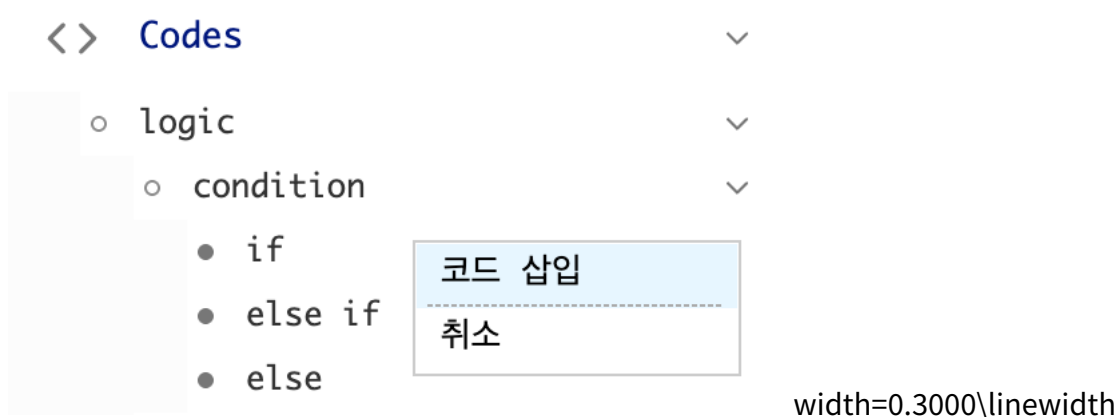 <> Codes
logic
condition
if
코드 삽입
else if
취소
else
width=0.3000\linewidth